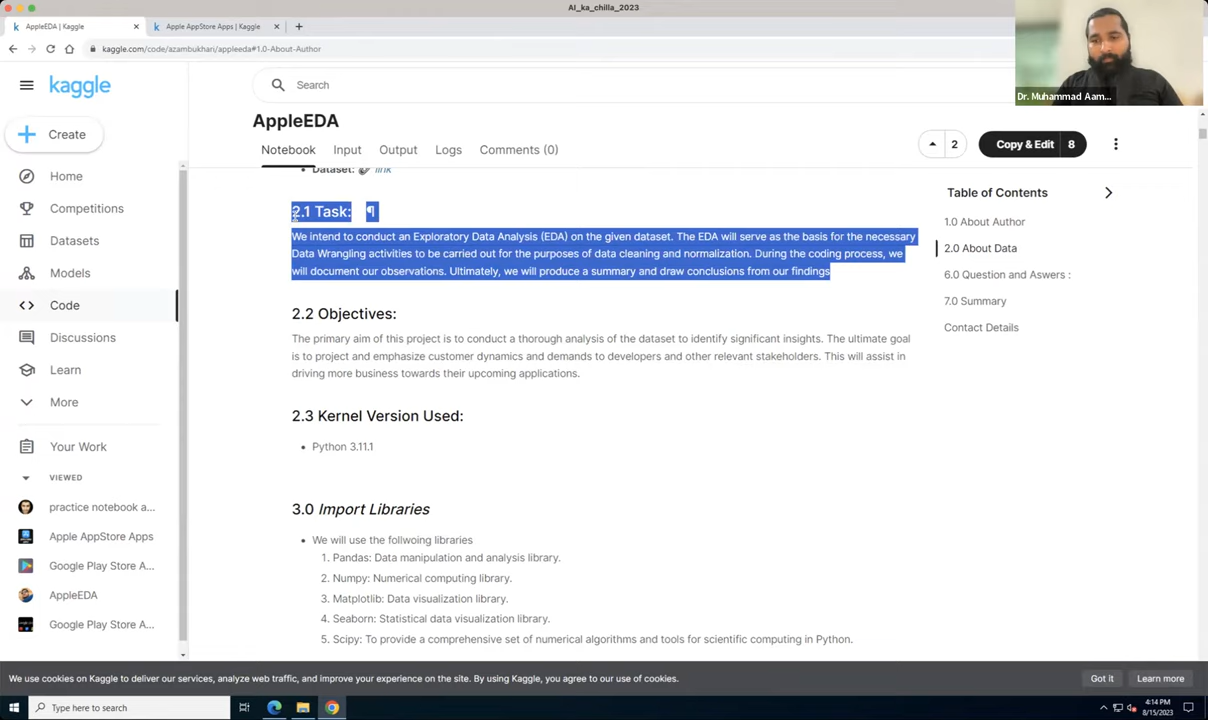 AI_ka_chilla_2023
AppleEDA | Kaggle
Apple AppStore Apps | Kaggle
kaggle.com/code/azambukhari/appleeda#1.0-About-Author
Dr. Muhammad Aam...
kaggle
Search
Create
AppleEDA
Notebook
Input
Output
Logs
Comments (0)
2
Copy & Edit
8
Home
Competitions
Datasets
Models
Code
Discussions
Learn
More
Your Work
VIEWED
practice notebook a...
Apple AppStore Apps
Google Play Store A...
AppleEDA
Google Play Store A...
Dataset: link
2.1 Task: ¶
We intend to conduct an Exploratory Data Analysis (EDA) on the given dataset. The EDA will serve as the basis for the necessary
Data Wrangling activities to be carried out for the purposes of data cleaning and normalization. During the coding process, we
will document our observations. Ultimately, we will produce a summary and draw conclusions from our findings
2.2 Objectives:
The primary aim of this project is to conduct a thorough analysis of the dataset to identify significant insights. The ultimate goal
is to project and emphasize customer dynamics and demands to developers and other relevant stakeholders. This will assist in
driving more business towards their upcoming applications.
2.3 Kernel Version Used:
• Python 3.11.1
3.0 Import Libraries
• We will use the follwoing libraries
1. Pandas: Data manipulation and analysis library.
2. Numpy: Numerical computing library.
3. Matplotlib: Data visualization library.
4. Seaborn: Statistical data visualization library.
5. Scipy: To provide a comprehensive set of numerical algorithms and tools for scientific computing in Python.
Table of Contents
1.0 About Author
2.0 About Data
6.0 Question and Aswers :
7.0 Summary
Contact Details
We use cookies on Kaggle to deliver our services, analyze web traffic, and improve your experience on the site. By using Kaggle, you agree to our use of cookies.
Got it
Learn more
Type here to search
4:14 PM
8/15/2023